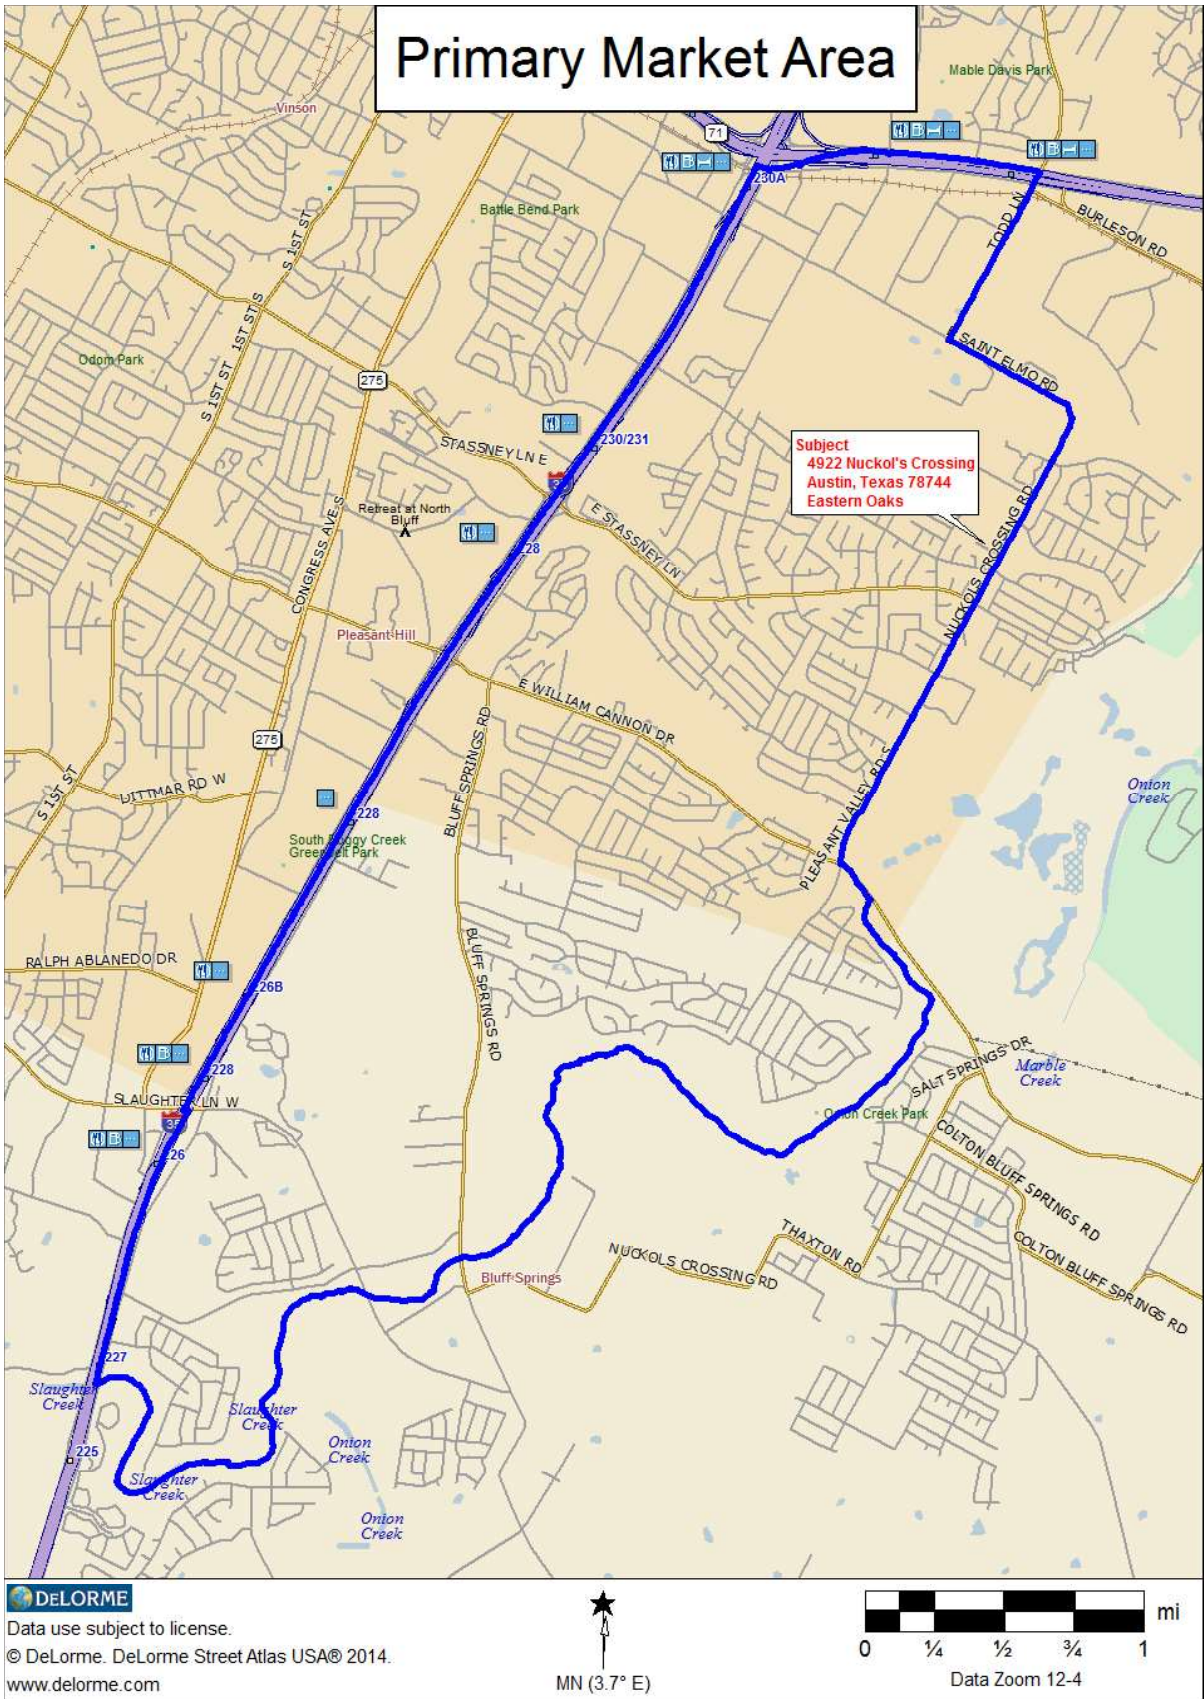 Primary Market Area
Mable Davis Park
Vinson
71
230A
TODD LN
BURLESON RD
Battle Bend Park
S 1ST ST
S 1ST ST 1ST ST S
Odom Park
SAINT ELMO RD
275
STASSNEY LN E
230/231
Subject
4922 Nuckol's Crossing
Austin, Texas 78744
Eastern Oaks
Retreat at North
Bluff
E STASSNEY LN
228
CONGRESS AVE S
NUCKOLS CROSSING RD
Pleasant Hill
E WILLIAM CANNON DR
BLUFF SPRINGS RD
275
PLEASANT VALLEY RD S
DITTMAR RD W
S 1ST ST
Onion
Creek
228
South Boggy Creek
Greenbelt Park
RALPH ABLANEDO DR
BLUFF SPRINGS RD
226B
228
SLAUGHTER LN W
35
226
SALT SPRINGS DR
Marble
Creek
Onion Creek Park
COLTON BLUFF SPRINGS RD
THAXTON RD
NUCKOLS CROSSING RD
COLTON BLUFF SPRINGS RD
Bluff Springs
227
Slaughter
Creek
Slaughter
Creek
Onion
Creek
225
Slaughter
Creek
Onion
Creek
DELORME
Data use subject to license.
© DeLorme. DeLorme Street Atlas USA® 2014.
www.delorme.com
MN (3.7° E)
mi
0 ¼ ½ ¾ 1
Data Zoom 12-4